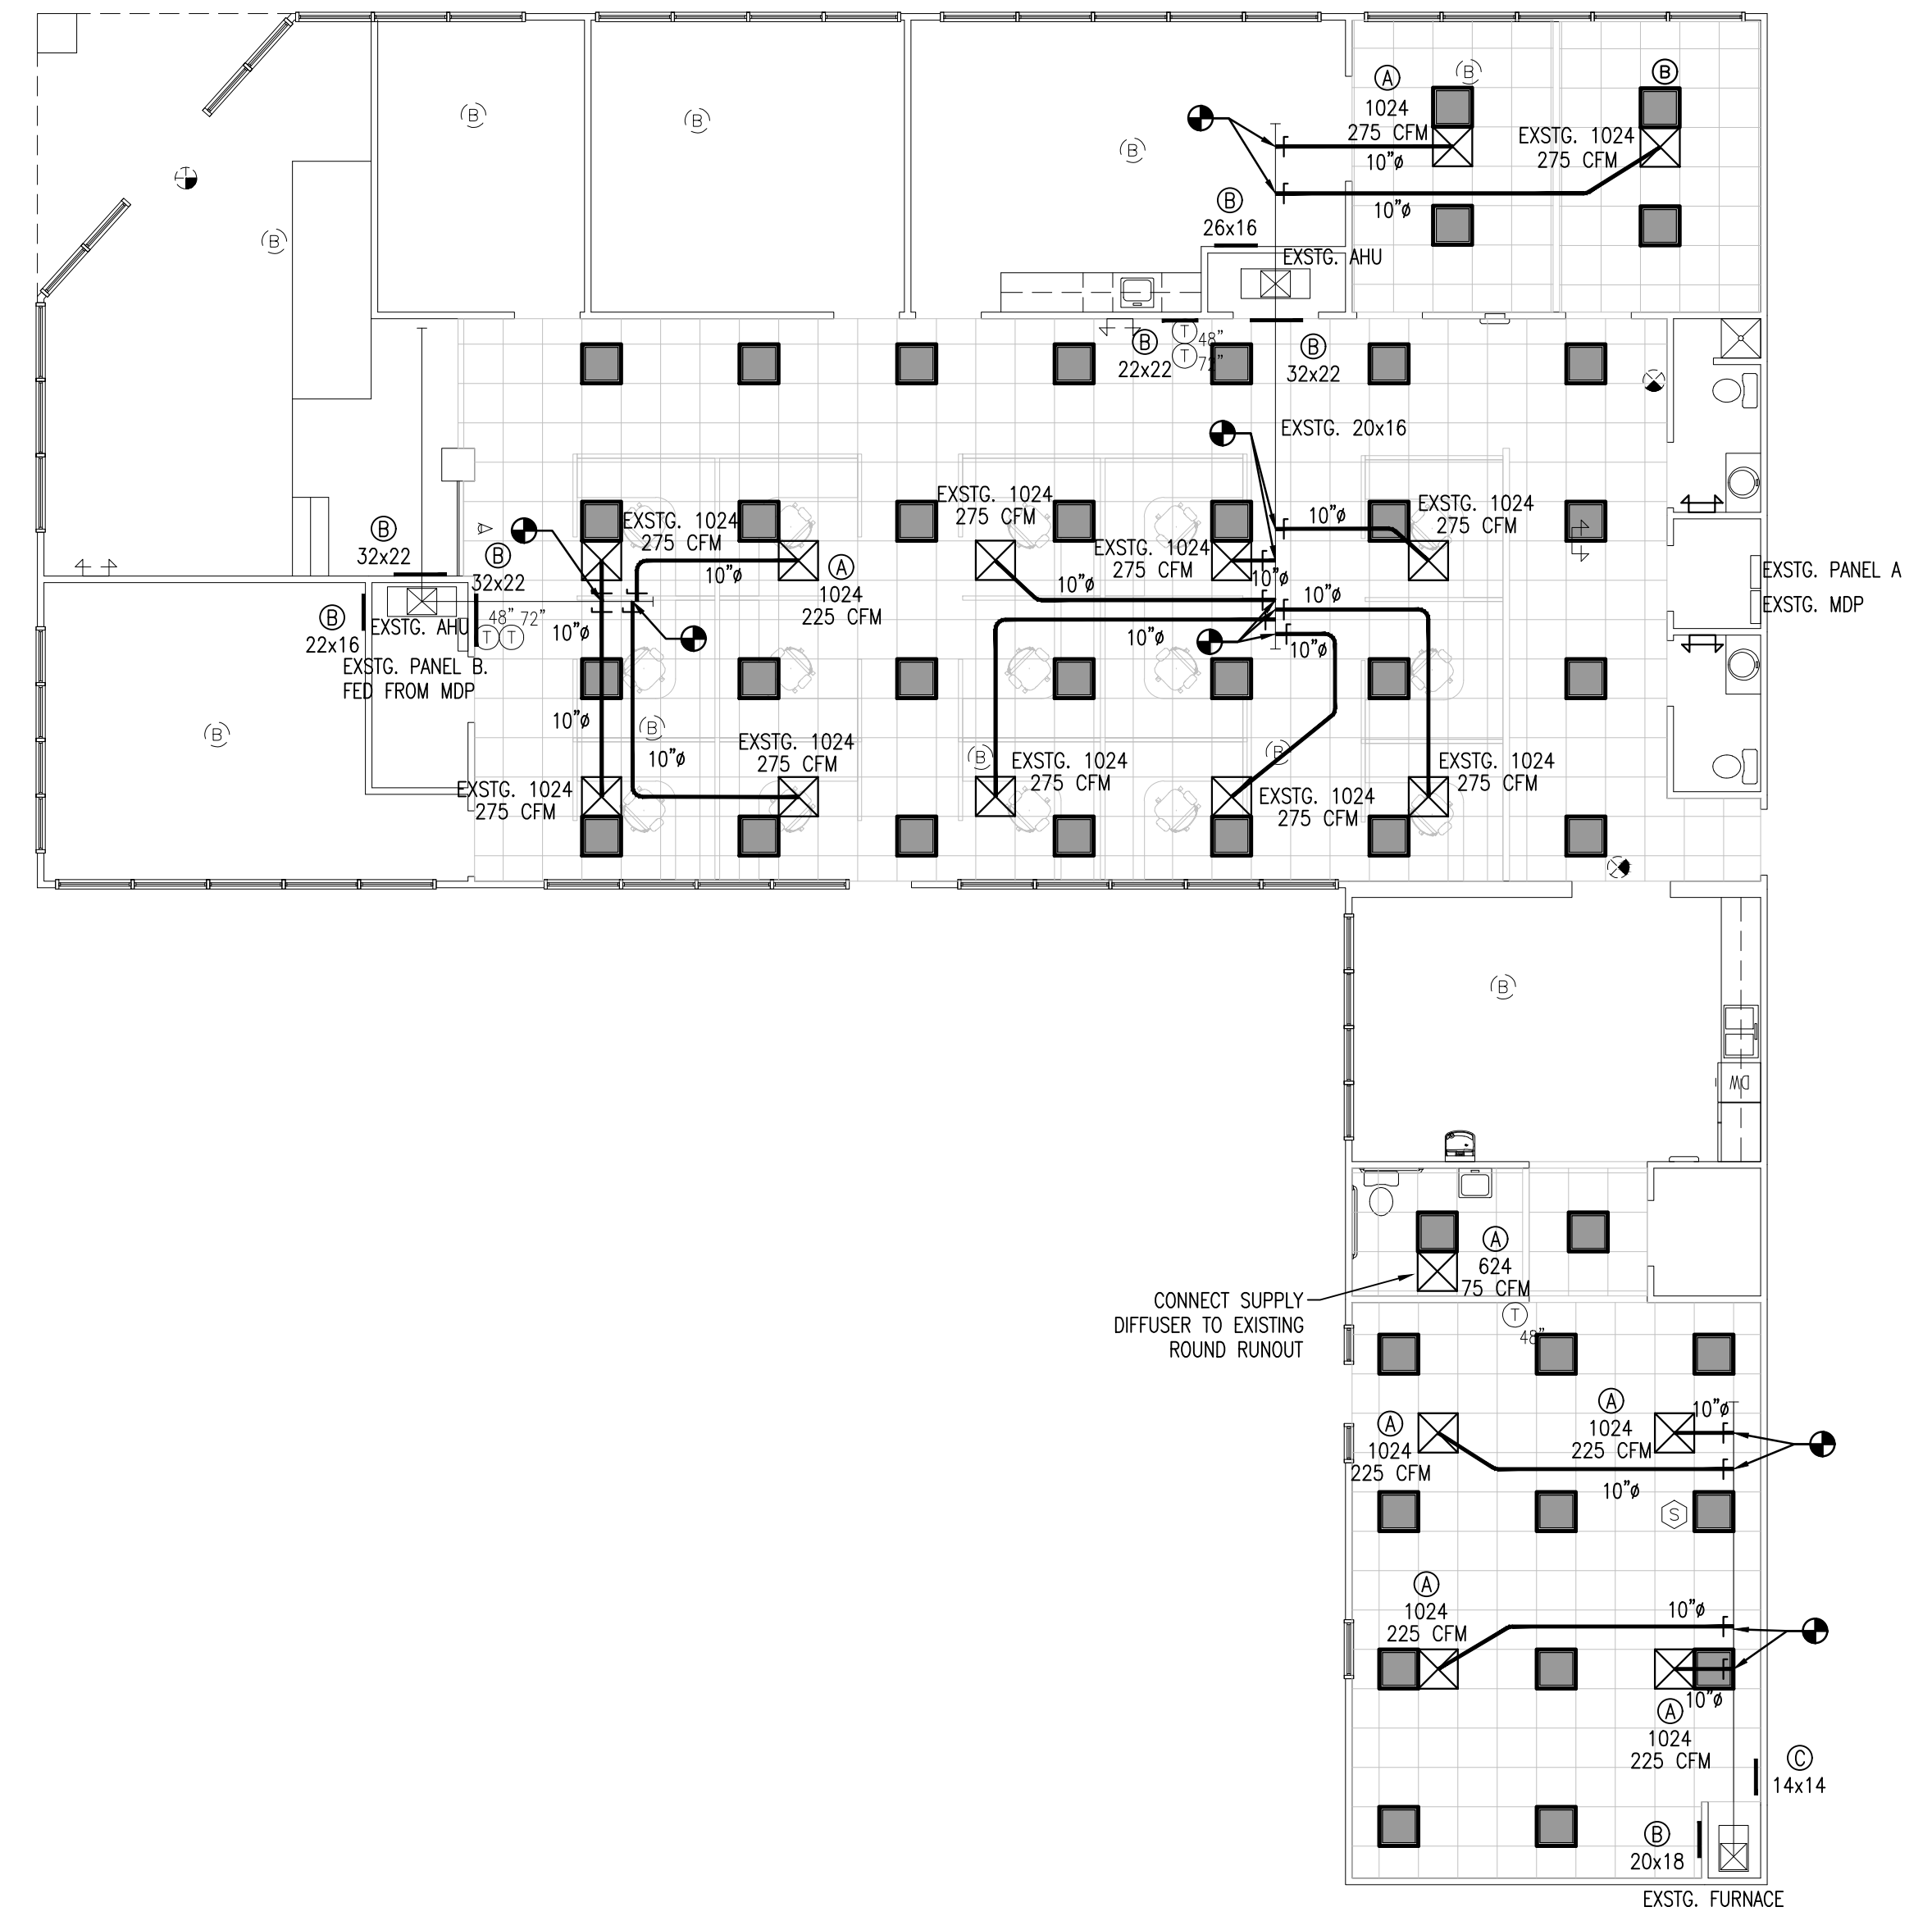 B
B
B
B
T
B
A
1024
275 CFM
10"ø
B
B
EXSTG. 1024
275 CFM
10"ø
B
26x16
EXSTG. AHU
B
22x22
T
48"
T
72"
B
32x22
EXSTG. 20x16
EXSTG. 1024
275 CFM
EXSTG. 1024
275 CFM
10"ø
EXSTG. 1024
275 CFM
EXSTG. 1024
275 CFM
10"ø
B
32x22
A
B
32x22
10"ø
A
1024
225 CFM
10"ø
10"ø
10"ø
10"ø
EXSTG. PANEL A
EXSTG. MDP
B
22x16
EXSTG. AHU
48" 72"
T T
10"ø
EXSTG. PANEL B.
FED FROM MDP
10"ø
B
B
10"ø
EXSTG. 1024
275 CFM
B
B
EXSTG. 1024
275 CFM
EXSTG. 1024
275 CFM
EXSTG. 1024
275 CFM
EXSTG. 1024
275 CFM
B
DW
A
624
75 CFM
CONNECT SUPPLY
DIFFUSER TO EXISTING
ROUND RUNOUT
T
48"
A
1024
225 CFM
A
1024
225 CFM
10"ø
10"ø
S
A
1024
225 CFM
10"ø
10"ø
A
1024
225 CFM
C
14x14
B
20x18
EXSTG. FURNACE